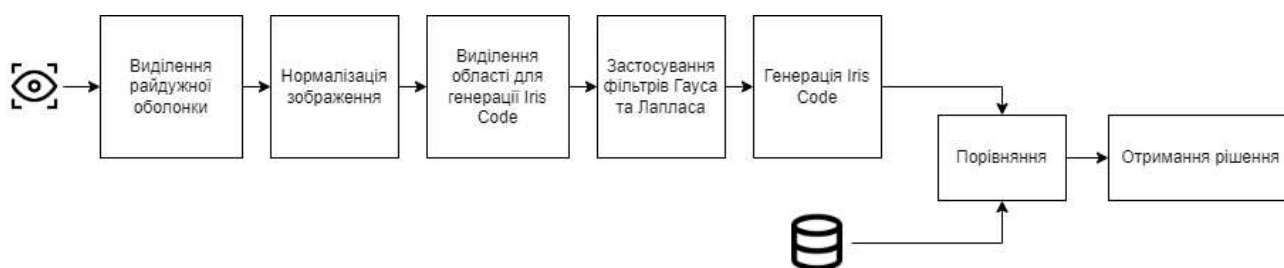 Виділення
райдужної
оболонки
Нормалізація
зображення
Виділення
області для
генерації Iris
Code
Застосування
фільтрів Гауса
та Лапласа
Генерація Iris
Code
Порівняння
Отримання рішення